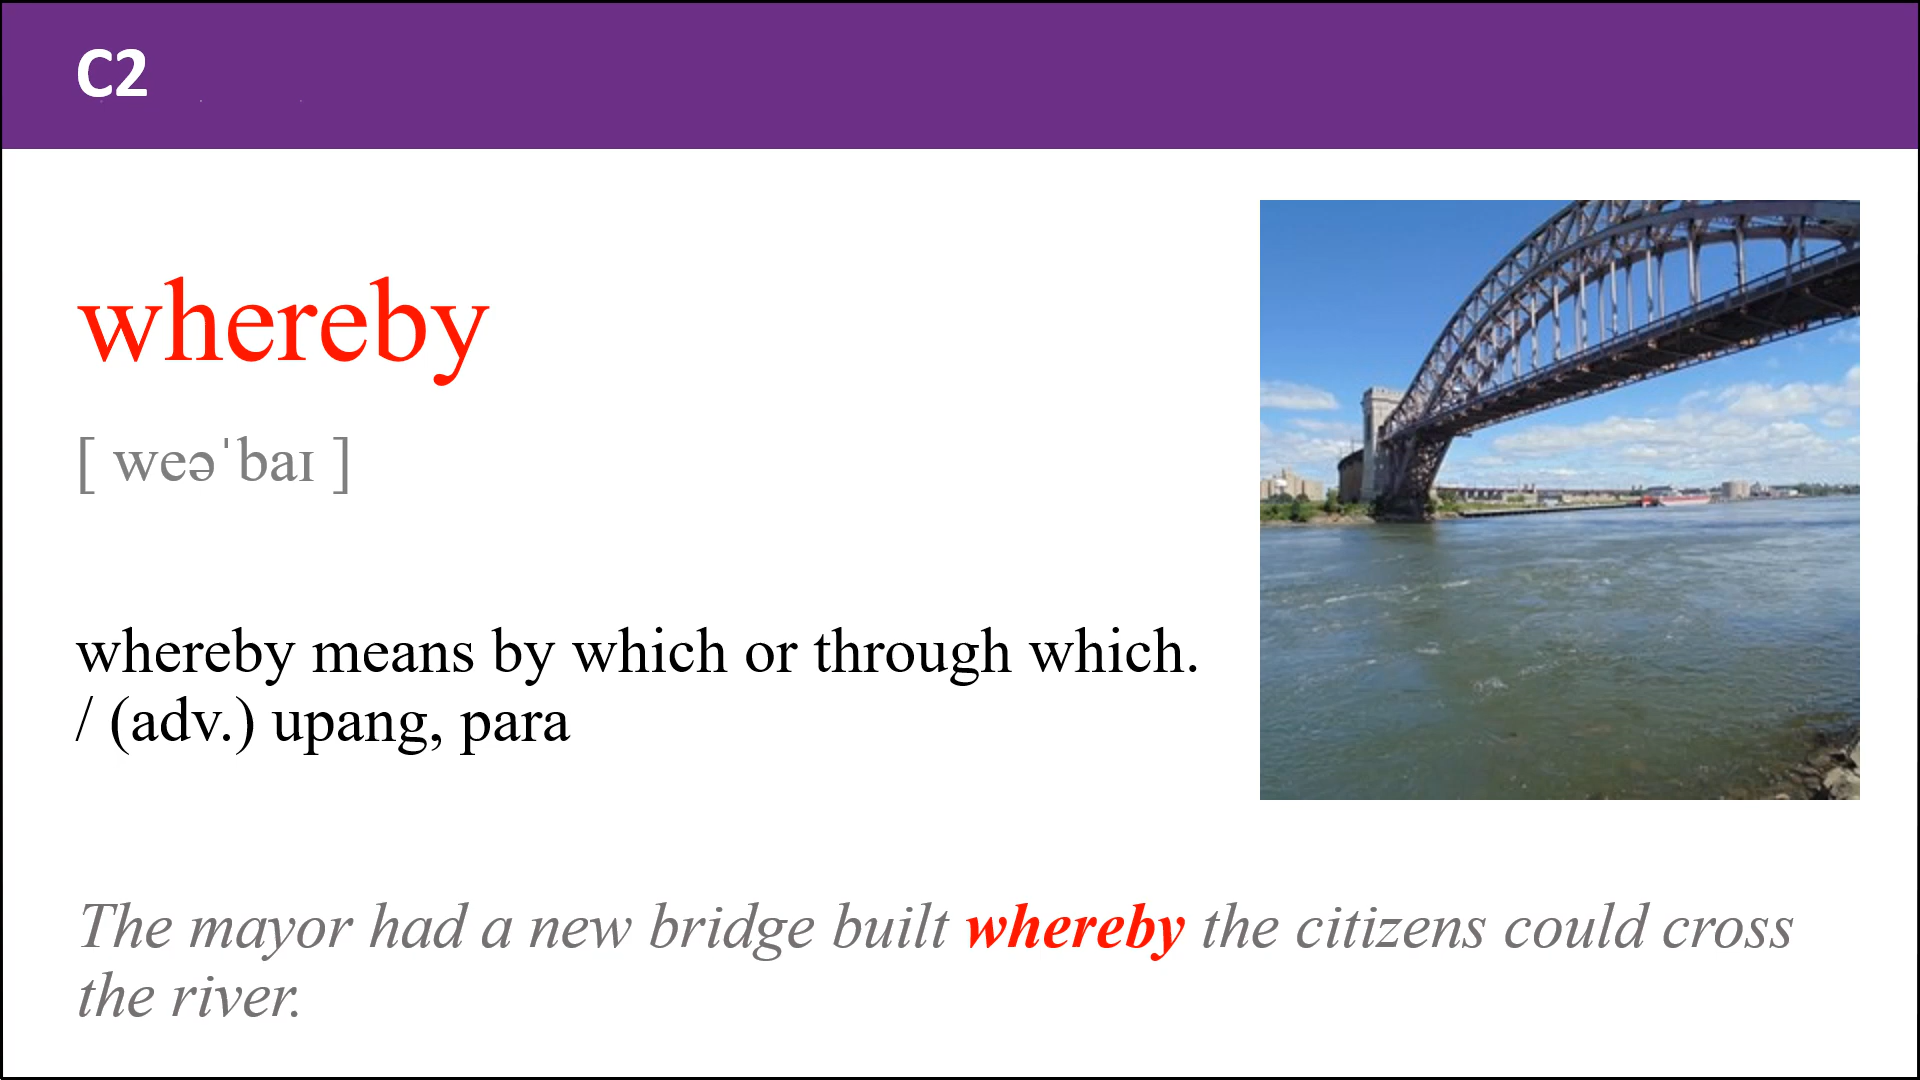 C2
whereby
[ weəˈbaɪ ]
whereby means by which or through which.
/ (adv.) upang, para
The mayor had a new bridge built whereby the citizens could cross
the river.